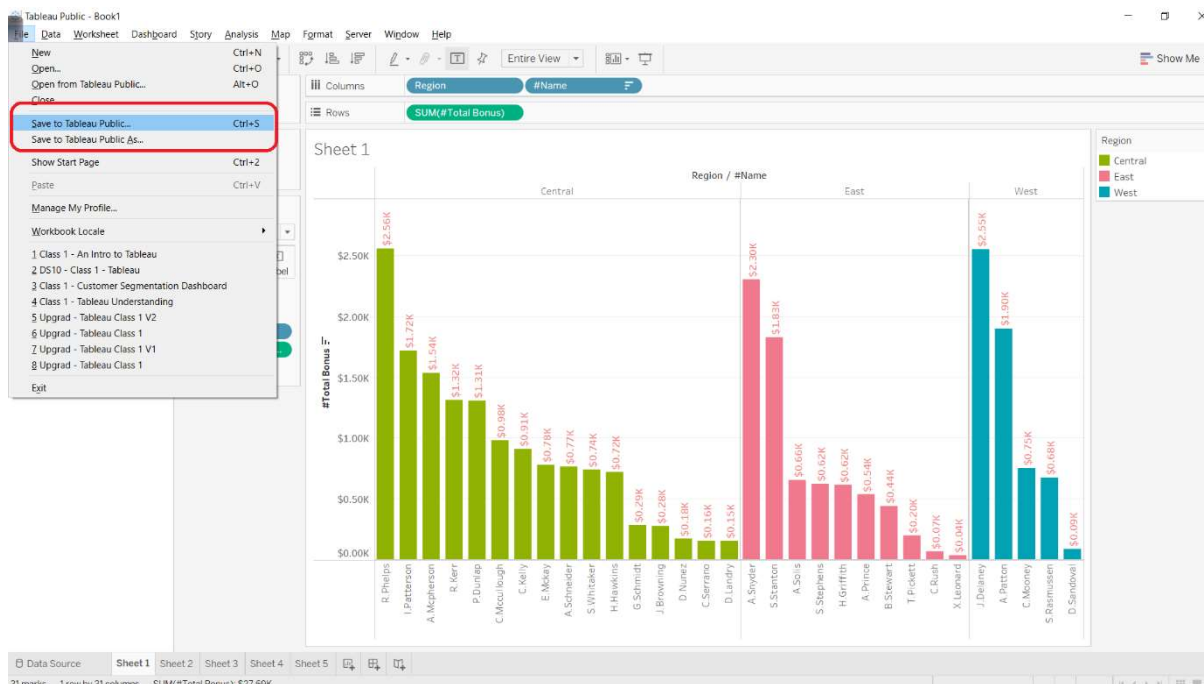 Tableau Public - Book1
File Data Worksheet Dashboard Story Analysis Map Format Server Window Help
New Ctrl+N
Open... Ctrl+O
Open from Tableau Public... Alt+O
Close
Save to Tableau Public... Ctrl+S
Save to Tableau Public As...
Show Start Page Ctrl+2
Paste Ctrl+V
Manage My Profile...
Workbook Locale
1 Class 1 - An Intro to Tableau
2 DS10 - Class 1 - Tableau
3 Class 1 - Customer Segmentation Dashboard
4 Class 1 - Tableau Understanding
5 Upgrad - Tableau Class 1 V2
6 Upgrad - Tableau Class 1
7 Upgrad - Tableau Class 1 V1
8 Upgrad - Tableau Class 1
Exit
Entire View
Show Me
Columns Region #Name
Rows SUM(#Total Bonus)
Sheet 1
Region / #Name
Central East West
#Total Bonus
$2.50K
$2.00K
$1.50K
$1.00K
$0.50K
$0.00K
$2.56K
$1.72K
$1.54K
$1.32K
$1.31K
$0.98K
$0.91K
$0.78K
$0.77K
$0.74K
$0.72K
$0.29K
$0.28K
$0.18K
$0.16K
$0.15K
$2.30K
$1.83K
$0.66K
$0.62K
$0.62K
$0.54K
$0.44K
$0.20K
$0.07K
$0.04K
$2.55K
$1.90K
$0.75K
$0.68K
$0.09K
R.Phelps
I.Patterson
A.Mcpherson
R.Kerr
P.Dunlap
C.Mccullough
C.Kelly
E.Mckay
A.Schneider
S.Whitaker
H.Hawkins
G.Schmidt
J.Browning
D.Nunez
C.Serrano
D.Landry
A.Snyder
S.Stanton
A.Solis
S.Stephens
H.Griffith
A.Prince
B.Stewart
T.Pickett
C.Rush
X.Leonard
J.Delaney
A.Patton
C.Mooney
S.Rasmussen
D.Sandoval
Region
Central
East
West
Data Source Sheet 1 Sheet 2 Sheet 3 Sheet 4 Sheet 5
31 marks 1 row by 31 columns SUM(#Total Bonus): $27.69K